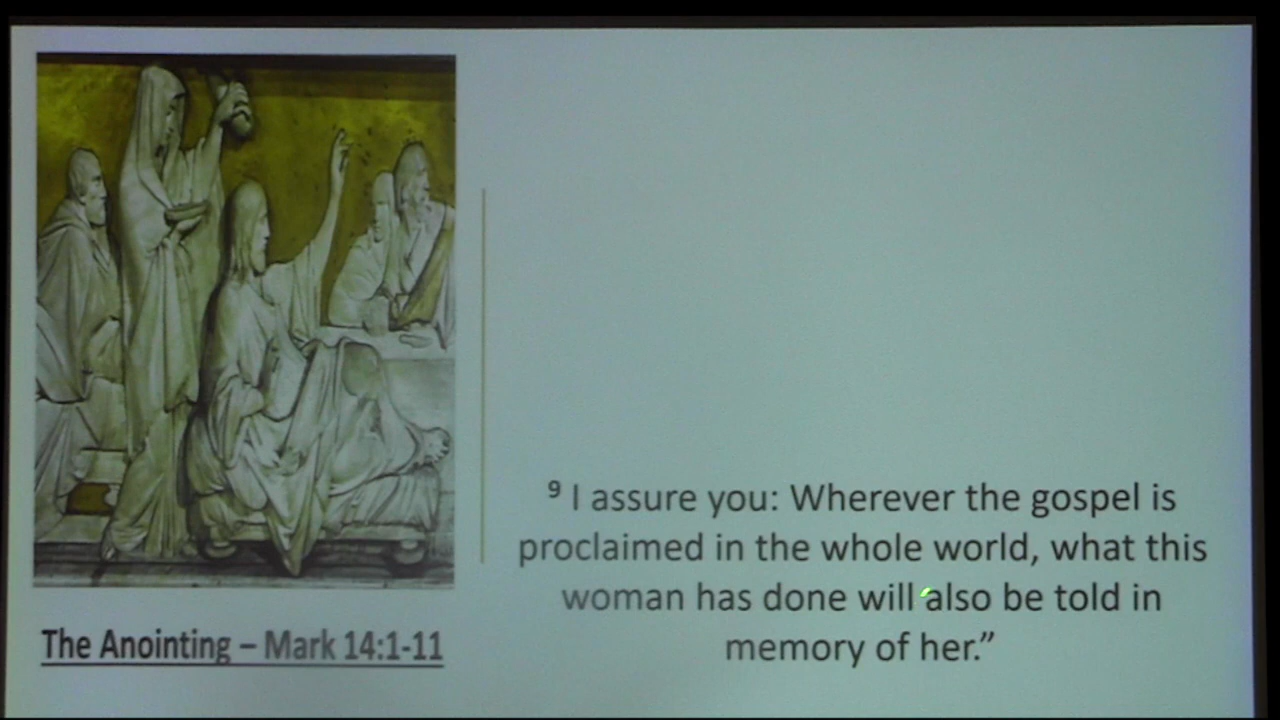 ⁹ I assure you: Wherever the gospel is
proclaimed in the whole world, what this
woman has done will also be told in
memory of her.”
The Anointing – Mark 14:1-11